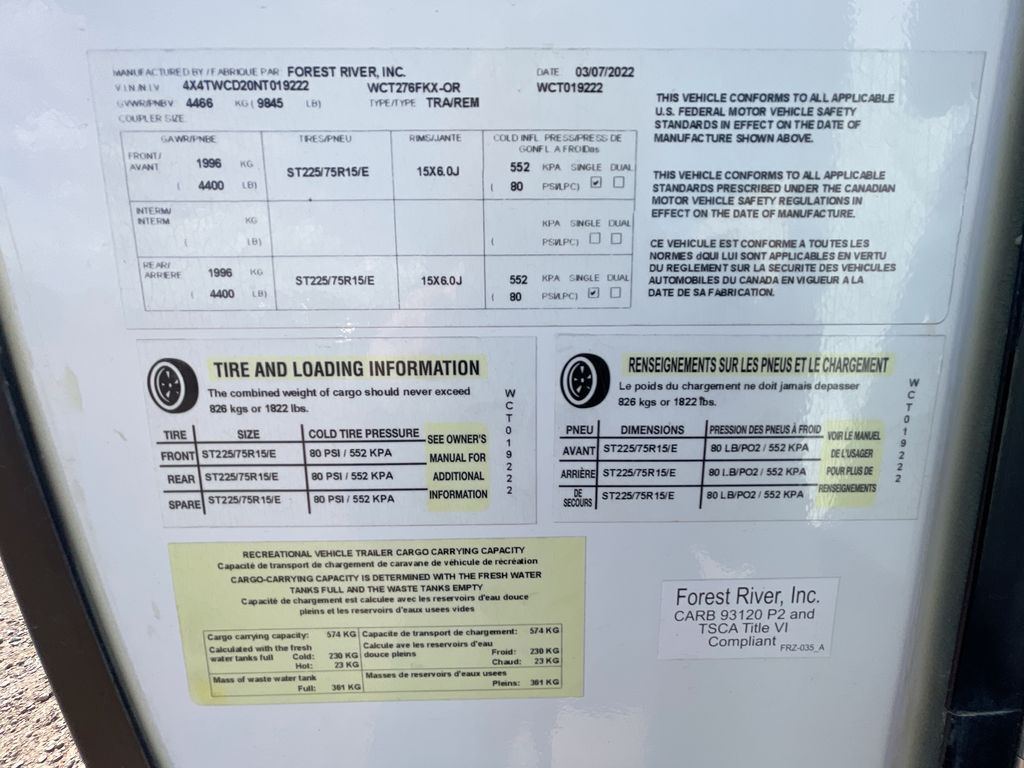 MANUFACTURED BY / FABRIQUE PAR FOREST RIVER, INC. DATE 03/07/2022
V I N / N I V 4X4TWCD20NT019222 WCT276FKX-OR WCT019222
GVWR/PNBV 4466 KG ( 9845 LB) TYPE/TYPE TRA/REM
COUPLER SIZE
GAWR/PNBE TIRES/PNEU RIMS/JANTE COLD INFL PRESS/PRESS DE
GONFL A FROID
FRONT/ AVANT 1996 KG ST225/75R15/E 15X6.0J 552 KPA SINGLE DUAL
( 4400 LB) ( 80 PSI/LPC) ☑ ☐
INTERM/ INTERM KG KPA SINGLE DUAL
( LB) ( PSI/LPC) ☐ ☐
REAR/ ARRIERE 1996 KG ST225/75R15/E 15X6.0J 552 KPA SINGLE DUAL
( 4400 LB) ( 80 PSI/LPC) ☑ ☐
THIS VEHICLE CONFORMS TO ALL APPLICABLE
U.S. FEDERAL MOTOR VEHICLE SAFETY
STANDARDS IN EFFECT ON THE DATE OF
MANUFACTURE SHOWN ABOVE.
THIS VEHICLE CONFORMS TO ALL APPLICABLE
STANDARDS PRESCRIBED UNDER THE CANADIAN
MOTOR VEHICLE SAFETY REGULATIONS IN
EFFECT ON THE DATE OF MANUFACTURE.
CE VEHICULE EST CONFORME A TOUTES LES
NORMES dQUI LUI SONT APPLICABLES EN VERTU
DU REGLEMENT SUR LA SECURITE DES VEHICULES
AUTOMOBILES DU CANADA EN VIGUEUR A LA
DATE DE SA FABRICATION.
TIRE AND LOADING INFORMATION
The combined weight of cargo should never exceed
826 kgs or 1822 lbs.
TIRE SIZE COLD TIRE PRESSURE
FRONT ST225/75R15/E 80 PSI / 552 KPA
REAR ST225/75R15/E 80 PSI / 552 KPA
SPARE ST225/75R15/E 80 PSI / 552 KPA
SEE OWNER'S
MANUAL FOR
ADDITIONAL
INFORMATION
WCT019222
RENSEIGNEMENTS SUR LES PNEUS ET LE CHARGEMENT
Le poids du chargement ne doit jamais depasser
826 kgs or 1822 lbs.
PNEU DIMENSIONS PRESSION DES PNEUS À FROID
AVANT ST225/75R15/E 80 LB/PO2 / 552 KPA
ARRIÈRE ST225/75R15/E 80 LB/PO2 / 552 KPA
DE SECOURS ST225/75R15/E 80 LB/PO2 / 552 KPA
VOIR LE MANUEL
DE L'USAGER
POUR PLUS DE
RENSEIGNEMENTS
WCT019222
RECREATIONAL VEHICLE TRAILER CARGO CARRYING CAPACITY
Capacité de transport de chargement de caravane de véhicule de récréation
CARGO-CARRYING CAPACITY IS DETERMINED WITH THE FRESH WATER
TANKS FULL AND THE WASTE TANKS EMPTY
Capacité de chargement est calculee avec les reservoirs d'eau douce
pleins et les reservoirs d'eaux usees vides
Cargo carrying capacity: 574 KG Capacite de transport de chargement: 574 KG
Calculated with the fresh Calcule ave les reservoirs d'eau
water tanks full Cold: 230 KG douce pleins Froid: 230 KG
Hot: 23 KG Chaud: 23 KG
Mass of waste water tank Masses de reservoirs d'eaux usees
Full: 361 KG Pleins: 361 KG
Forest River, Inc.
CARB 93120 P2 and
TSCA Title VI
Compliant FRZ-035_A